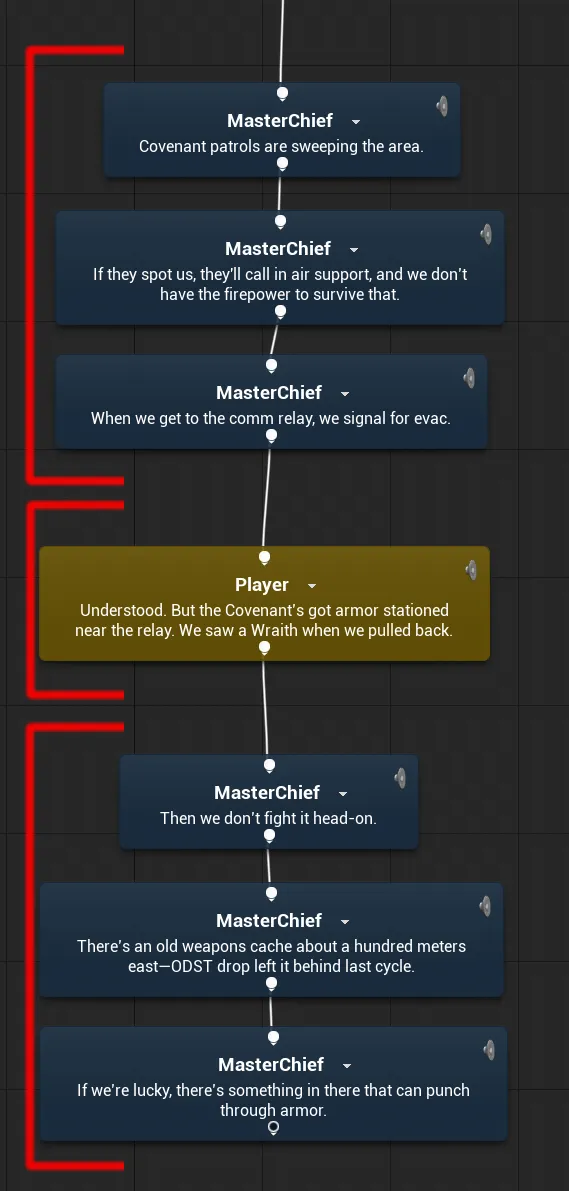 MasterChief
Covenant patrols are sweeping the area.
MasterChief
If they spot us, they'll call in air support, and we don't
have the firepower to survive that.
MasterChief
When we get to the comm relay, we signal for evac.
Player
Understood. But the Covenant's got armor stationed
near the relay. We saw a Wraith when we pulled back.
MasterChief
Then we don't fight it head-on.
MasterChief
There's an old weapons cache about a hundred meters
east—ODST drop left it behind last cycle.
MasterChief
If we're lucky, there's something in there that can punch
through armor.